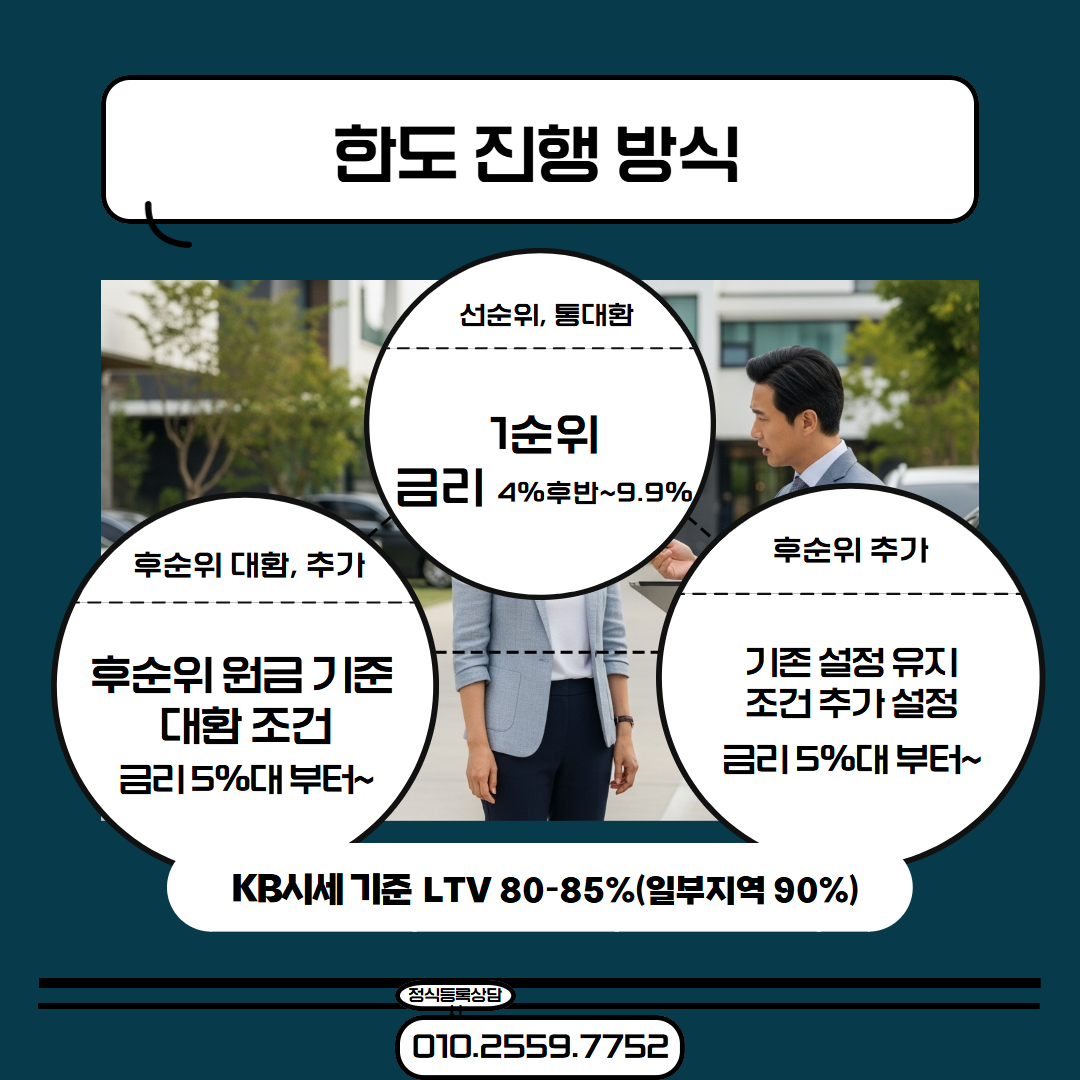 한도 진행 방식
선순위, 통대환
1순위
금리 4%후반~9.9%
후순위 대환, 추가
후순위 원금 기준
대환 조건
금리 5%대 부터~
후순위 추가
기존 설정 유지
조건 추가 설정
금리 5%대 부터~
KB시세 기준 LTV 80-85%(일부지역 90%)
정식등록상담
010.2559.7752